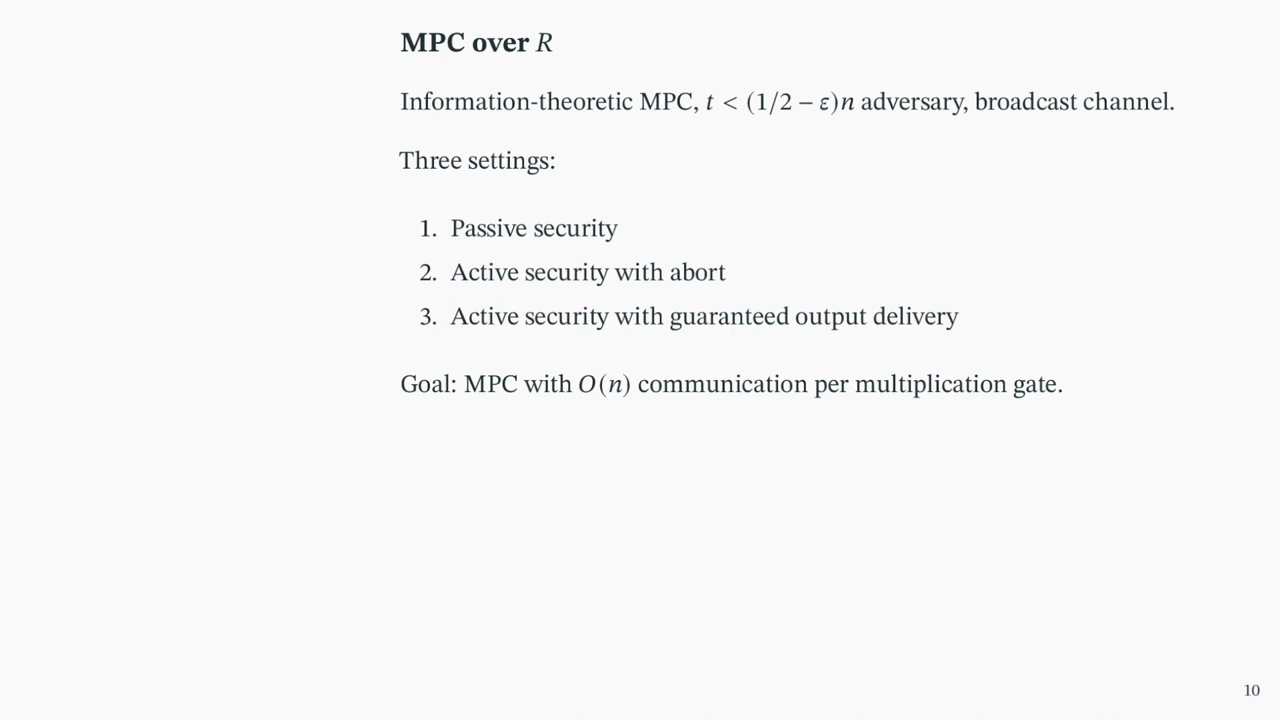 MPC over R
Information-theoretic MPC, t < (1/2 − ε)n adversary, broadcast channel.
Three settings:
1. Passive security
2. Active security with abort
3. Active security with guaranteed output delivery
Goal: MPC with O(n) communication per multiplication gate.
10